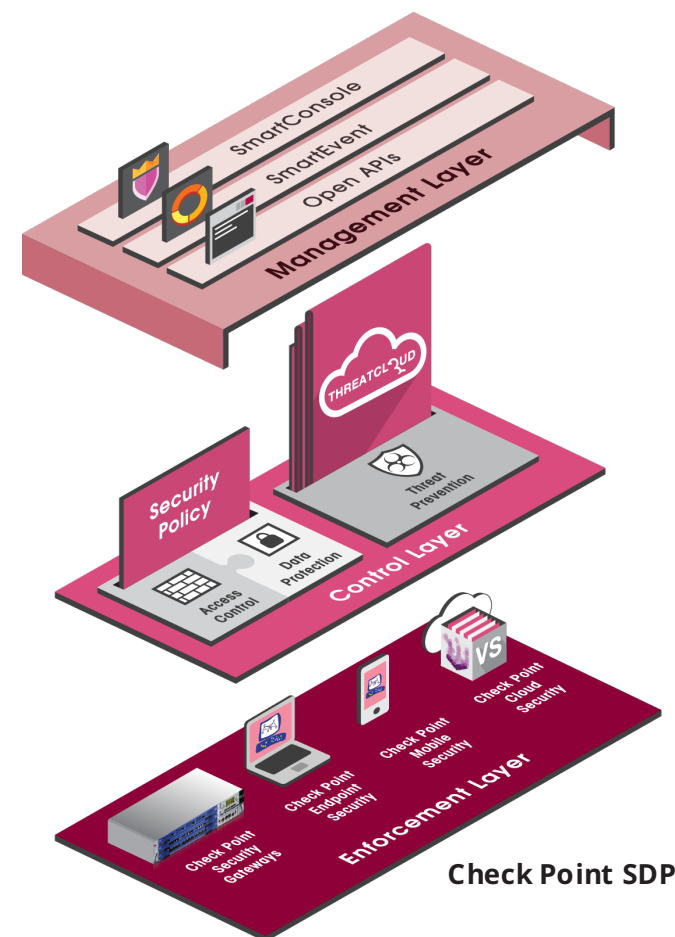 SmartConsole
SmartEvent
Open APIs
Management Layer
THREATCLOUD
Threat
Prevention
Security
Policy
Data
Protection
Access
Control
Control Layer
VS
Check Point
Cloud
Security
Check Point
Mobile
Security
Check Point
Endpoint
Security
Check Point
Security
Gateways
Enforcement Layer
Check Point SDP